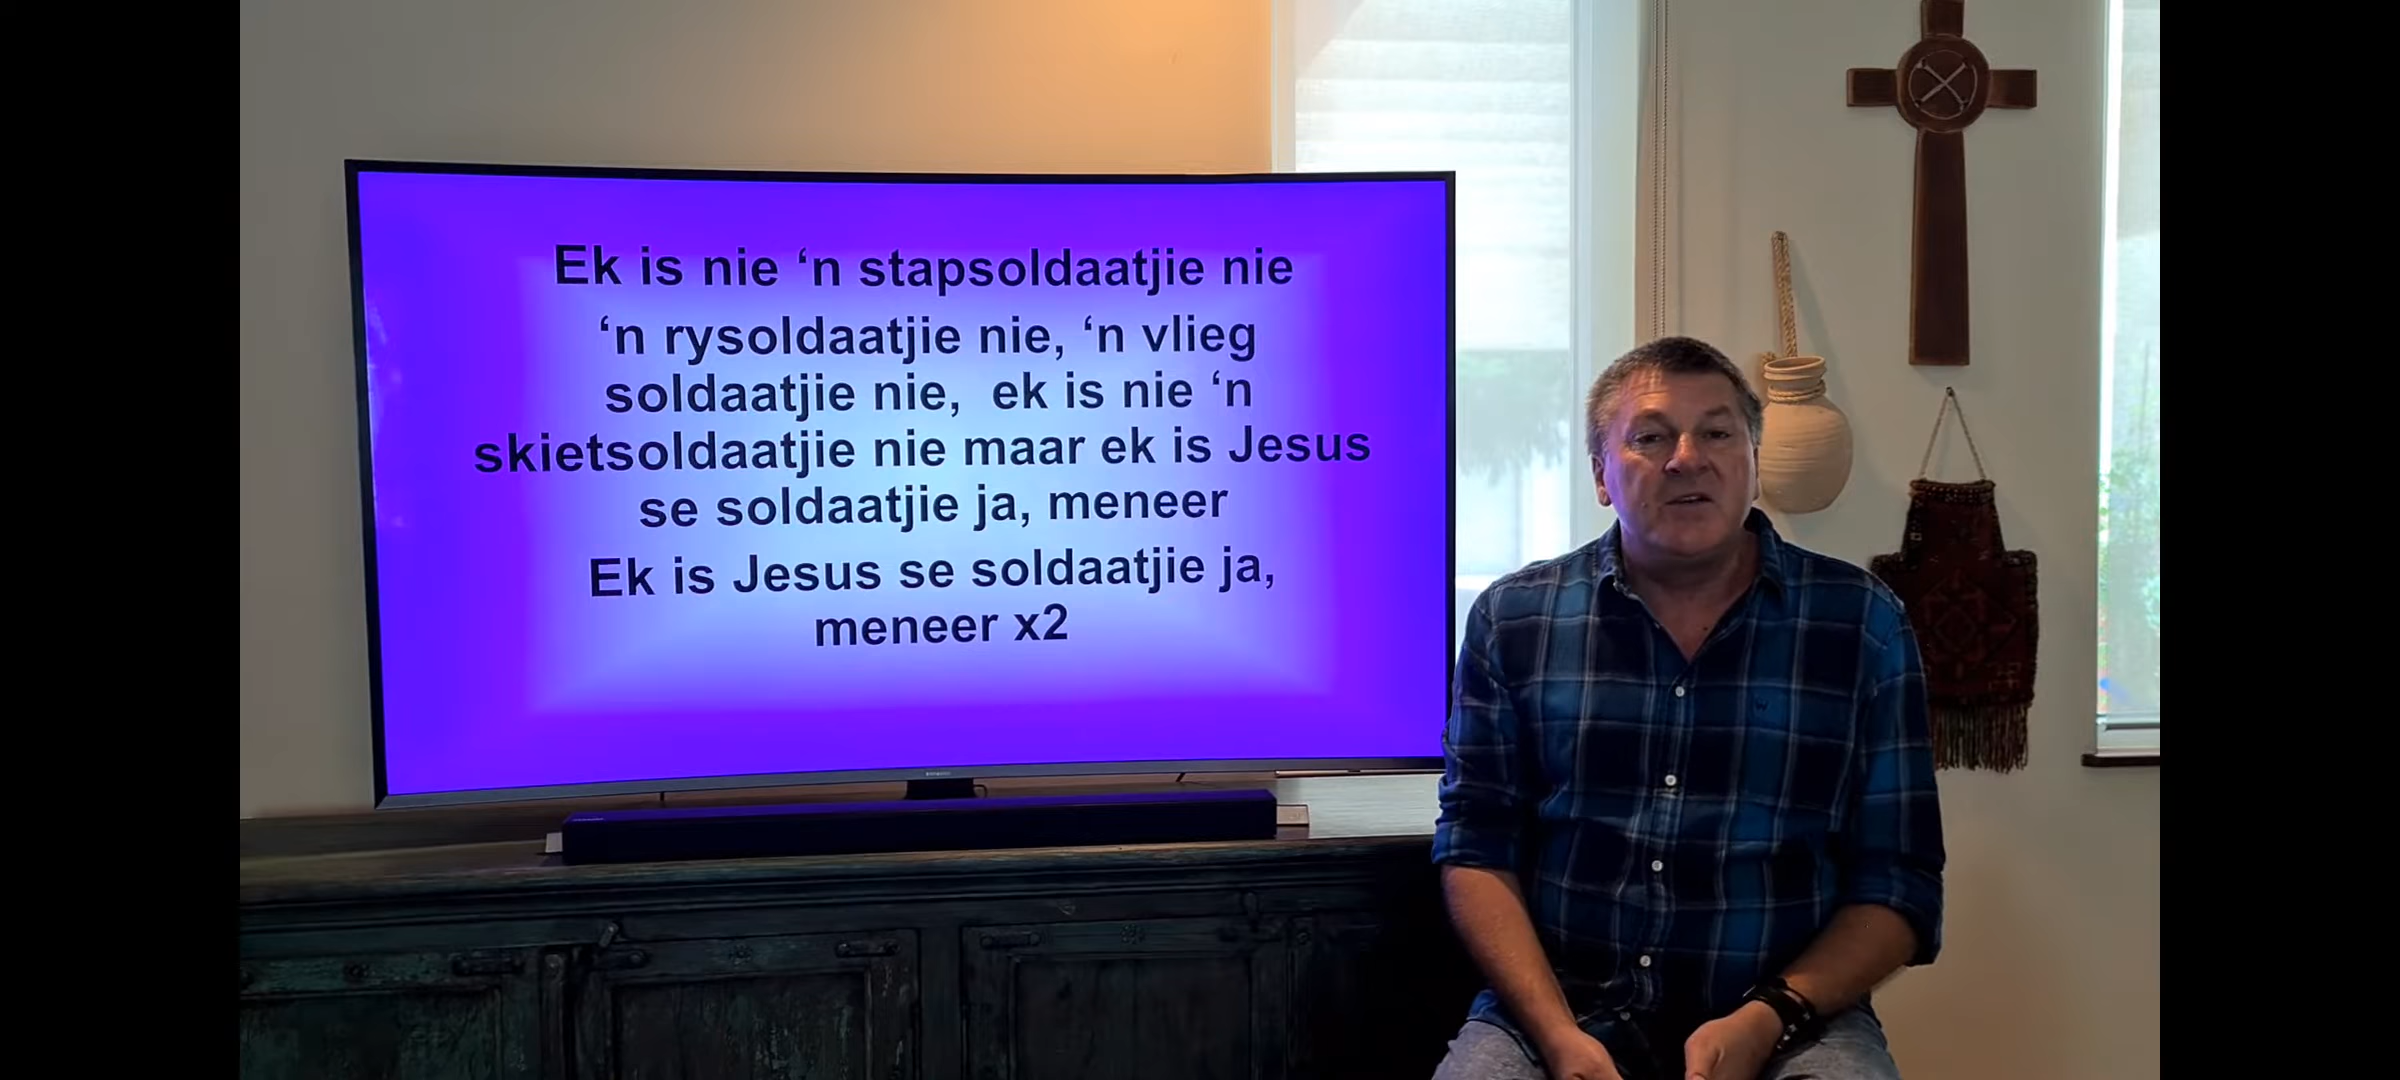 Ek is nie ‘n stapsoldaatjie nie
‘n rysoldaatjie nie, ‘n vlieg
soldaatjie nie,  ek is nie ‘n
skietsoldaatjie nie maar ek is Jesus
se soldaatjie ja, meneer
Ek is Jesus se soldaatjie ja,
meneer x2